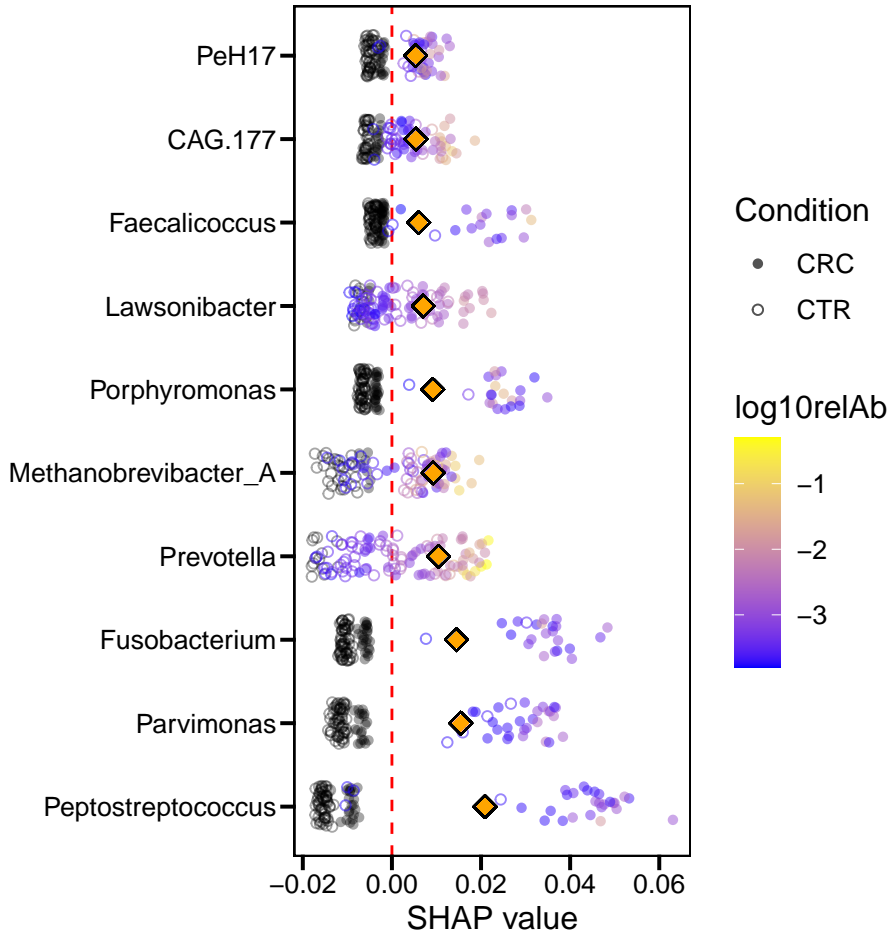 PeH17
CAG.177
Faecalicoccus
Lawsonibacter
Porphyromonas
Methanobrevibacter_A
Prevotella
Fusobacterium
Parvimonas
Peptostreptococcus
−0.02 0.00 0.02 0.04 0.06
SHAP value
Condition
CRC
CTR
log10relAb
−1
−2
−3